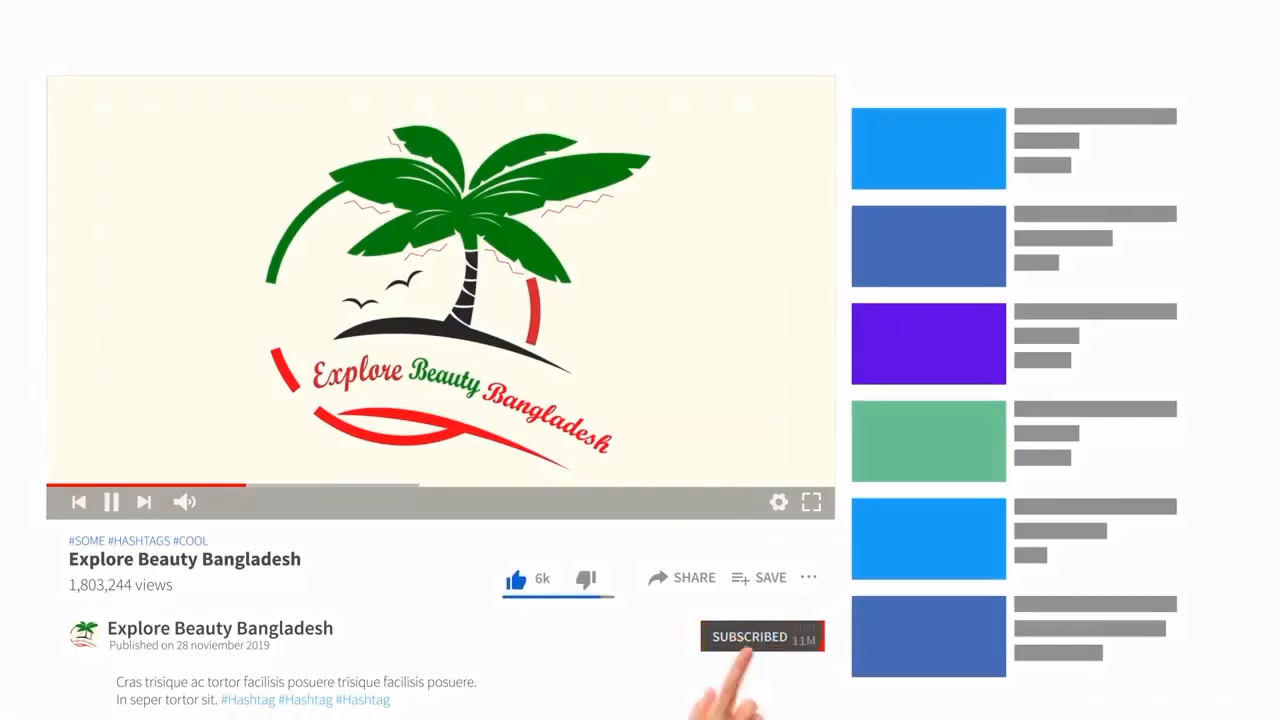 Explore Beauty Bangladesh
#SOME #HASHTAGS #COOL
Explore Beauty Bangladesh
1,803,244 views
6k
SHARE
SAVE
Explore Beauty Bangladesh
Published on 28 noviember 2019
SUBSCRIBED 11M
Cras trisique ac tortor facilisis posuere trisique facilisis posuere.
In seper tortor sit. #Hashtag #Hashtag #Hashtag